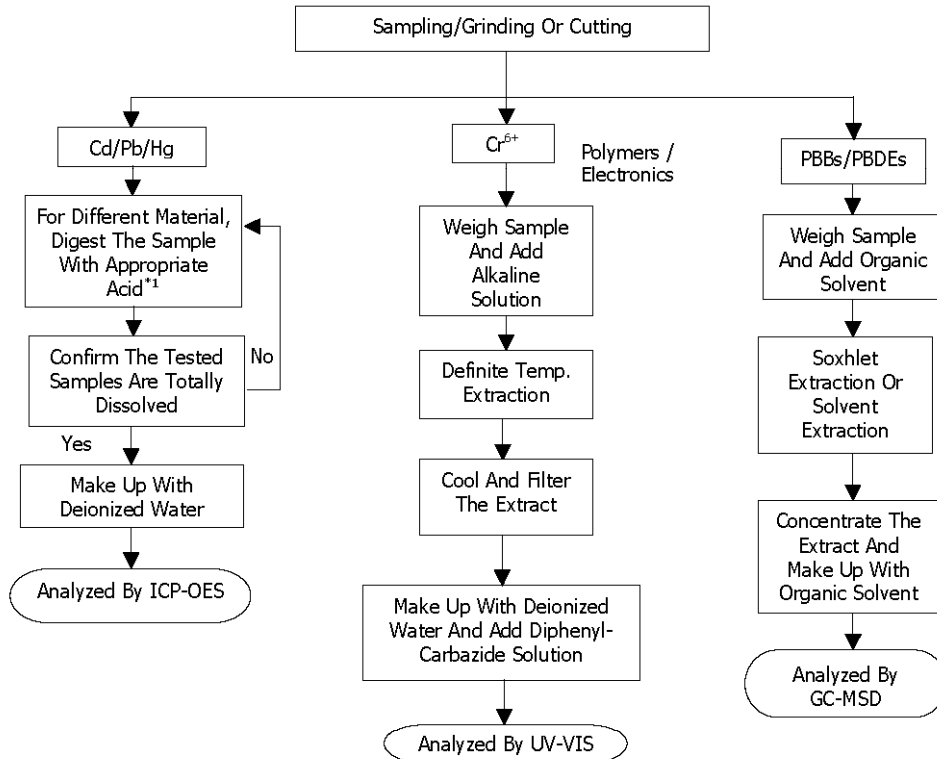 Sampling/Grinding Or Cutting
Cd/Pb/Hg
For Different Material,
Digest The Sample
With Appropriate
Acid*1
Confirm The Tested
Samples Are Totally
Dissolved
No
Yes
Make Up With
Deionized Water
Analyzed By ICP-OES
Cr6+
Polymers /
Electronics
Weigh Sample
And Add
Alkaline
Solution
Definite Temp.
Extraction
Cool And Filter
The Extract
Make Up With Deionized
Water And Add Diphenyl-
Carbazide Solution
Analyzed By UV-VIS
PBBs/PBDEs
Weigh Sample
And Add Organic
Solvent
Soxhlet
Extraction Or
Solvent
Extraction
Concentrate The
Extract And
Make Up With
Organic Solvent
Analyzed By
GC-MSD